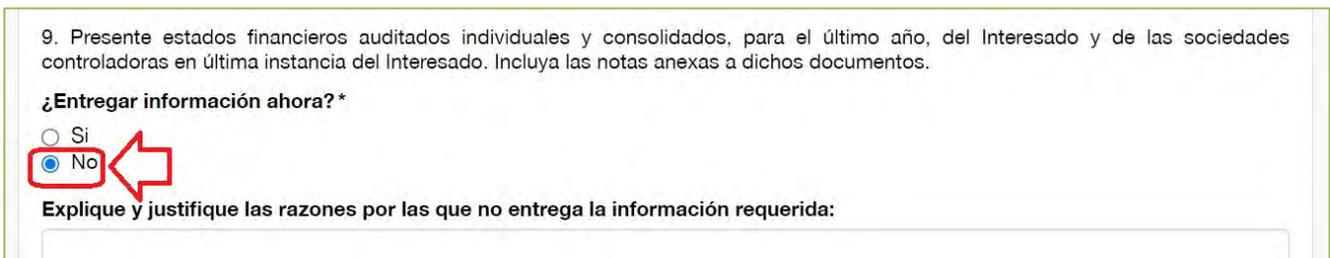 9. Presente estados financieros auditados individuales y consolidados, para el último año, del Interesado y de las sociedades
controladoras en última instancia del Interesado. Incluya las notas anexas a dichos documentos.
¿Entregar información ahora?*
Si
No
Explique y justifique las razones por las que no entrega la información requerida: